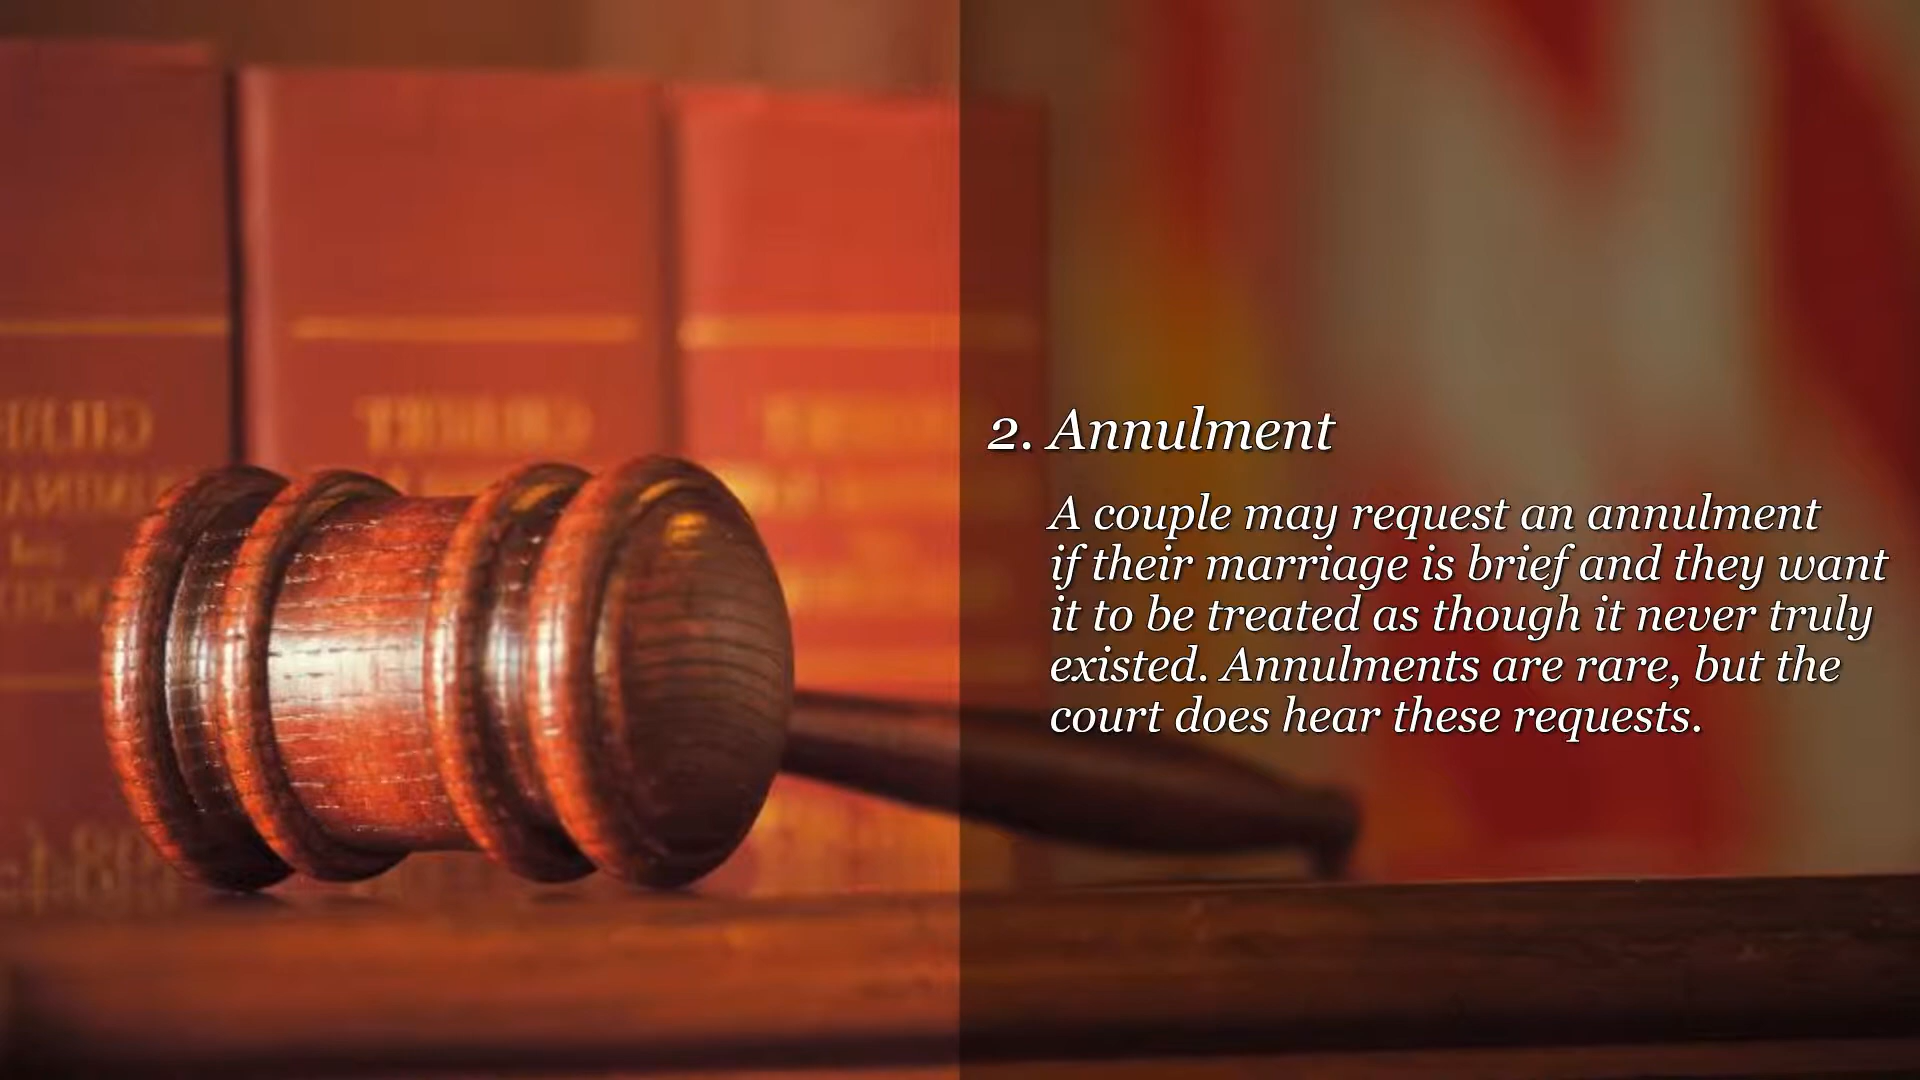 2. Annulment
A couple may request an annulment
if their marriage is brief and they want
it to be treated as though it never truly
existed. Annulments are rare, but the
court does hear these requests.